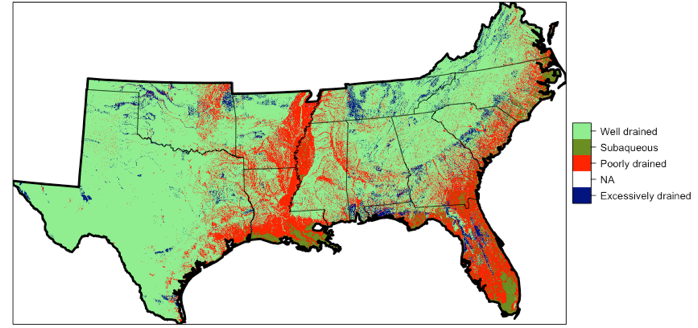 Well drained
Subaqueous
Poorly drained
NA
Excessively drained